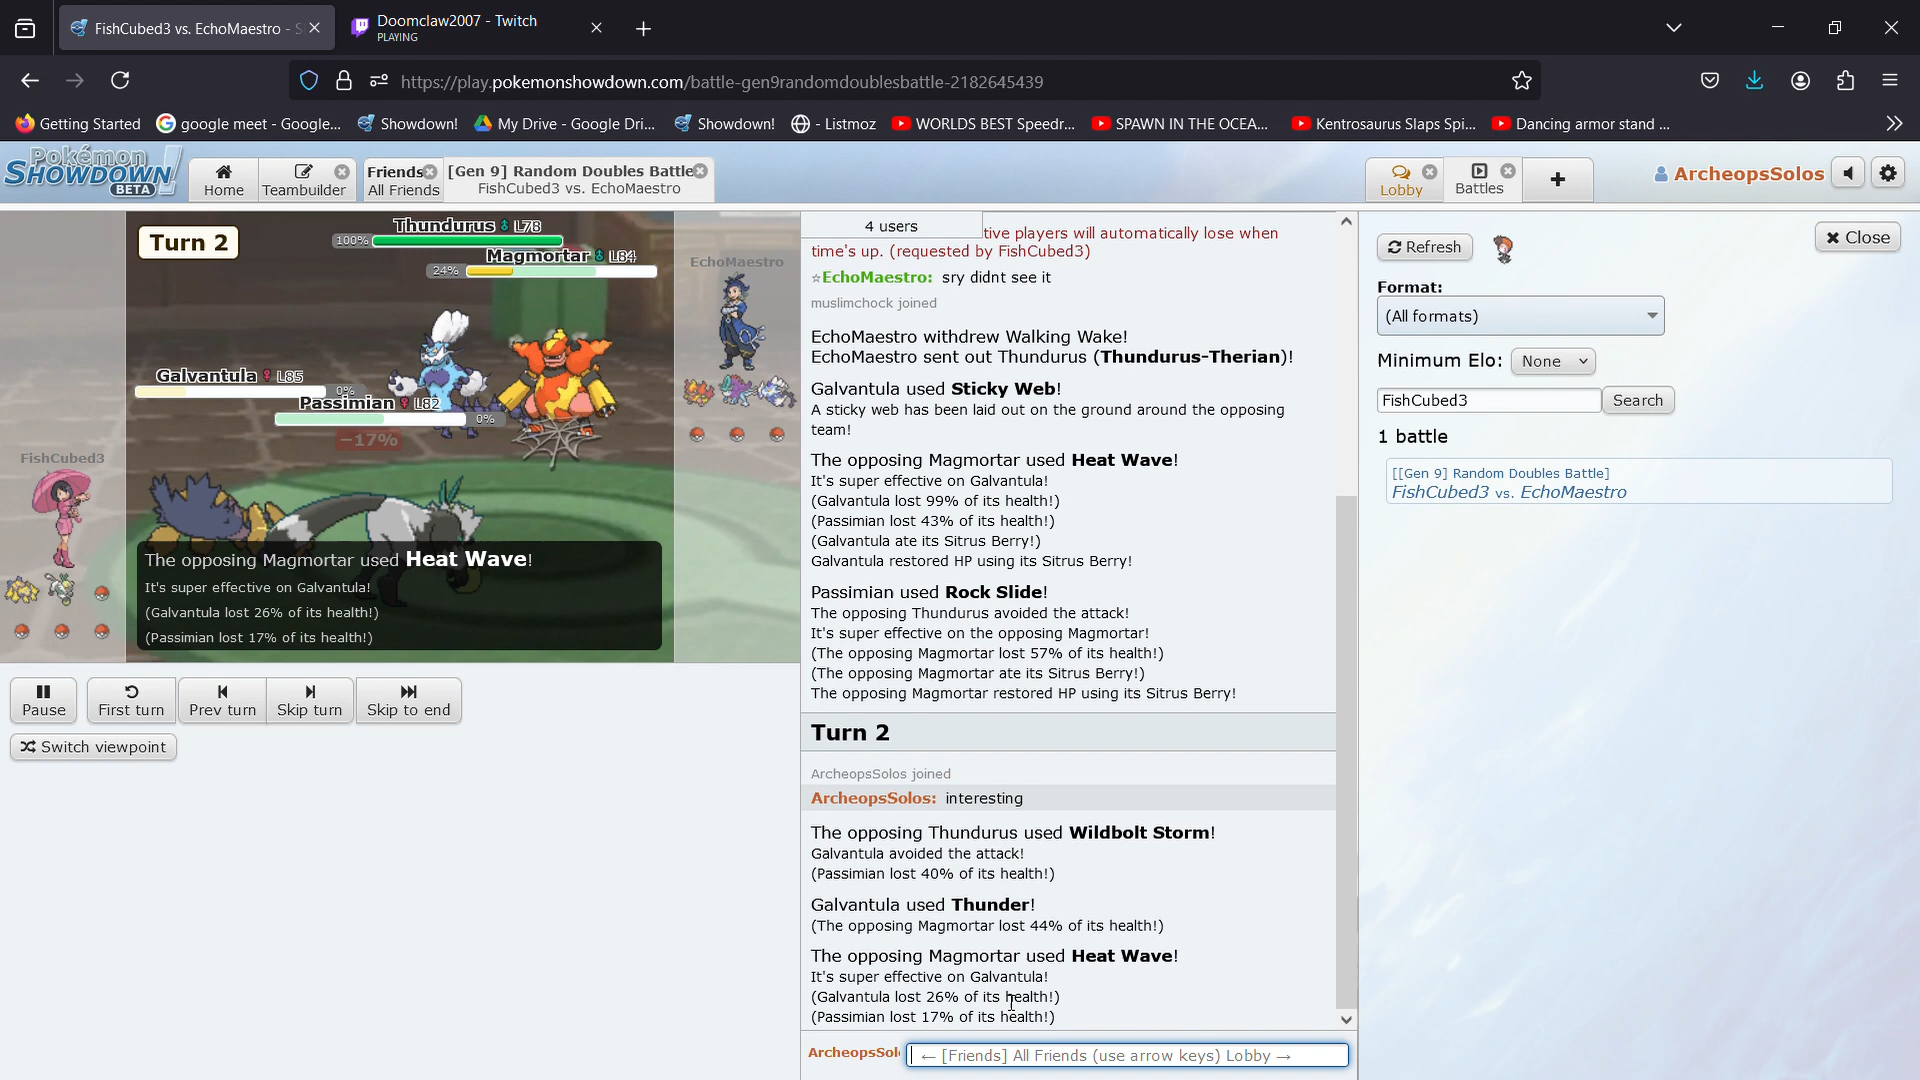 FishCubed3 vs. EchoMaestro - S
Doomclaw2007 - Twitch
PLAYING
https://play.pokemonshowdown.com/battle-gen9randomdoublesbattle-2182645439
Getting Started
google meet - Google...
Showdown!
My Drive - Google Dri...
Showdown!
- Listmoz
WORLDS BEST Speedr...
SPAWN IN THE OCEA...
Kentrosaurus Slaps Spi...
Dancing armor stand ...
Pokémon
SHOWDOWN!
BETA
Home
Teambuilder
Friends
All Friends
[Gen 9] Random Doubles Battle
FishCubed3 vs. EchoMaestro
Lobby
Battles
ArcheopsSolos
Turn 2
Thundurus L78
100%
Magmortar L84
24%
EchoMaestro
Galvantula L85
0%
Passimian L82
0%
−17%
FishCubed3
The opposing Magmortar used Heat Wave!
It's super effective on Galvantula!
(Galvantula lost 26% of its health!)
(Passimian lost 17% of its health!)
Pause
First turn
Prev turn
Skip turn
Skip to end
Switch viewpoint
4 users
tive players will automatically lose when
time's up. (requested by FishCubed3)
☆EchoMaestro: sry didnt see it
muslimchock joined
EchoMaestro withdrew Walking Wake!
EchoMaestro sent out Thundurus (Thundurus-Therian)!
Galvantula used Sticky Web!
A sticky web has been laid out on the ground around the opposing
team!
The opposing Magmortar used Heat Wave!
It's super effective on Galvantula!
(Galvantula lost 99% of its health!)
(Passimian lost 43% of its health!)
(Galvantula ate its Sitrus Berry!)
Galvantula restored HP using its Sitrus Berry!
Passimian used Rock Slide!
The opposing Thundurus avoided the attack!
It's super effective on the opposing Magmortar!
(The opposing Magmortar lost 57% of its health!)
(The opposing Magmortar ate its Sitrus Berry!)
The opposing Magmortar restored HP using its Sitrus Berry!
Turn 2
ArcheopsSolos joined
ArcheopsSolos: interesting
The opposing Thundurus used Wildbolt Storm!
Galvantula avoided the attack!
(Passimian lost 40% of its health!)
Galvantula used Thunder!
(The opposing Magmortar lost 44% of its health!)
The opposing Magmortar used Heat Wave!
It's super effective on Galvantula!
(Galvantula lost 26% of its health!)
(Passimian lost 17% of its health!)
ArcheopsSol
← [Friends] All Friends (use arrow keys) Lobby →
Refresh
Close
Format:
(All formats)
Minimum Elo: None
FishCubed3
Search
1 battle
[[Gen 9] Random Doubles Battle]
FishCubed3 vs. EchoMaestro